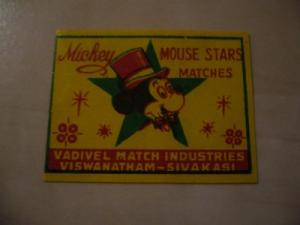 Mickey MOUSE STARS
MATCHES
VADIVEL MATCH INDUSTRIES
VISWANATHAM-SIVAKASI